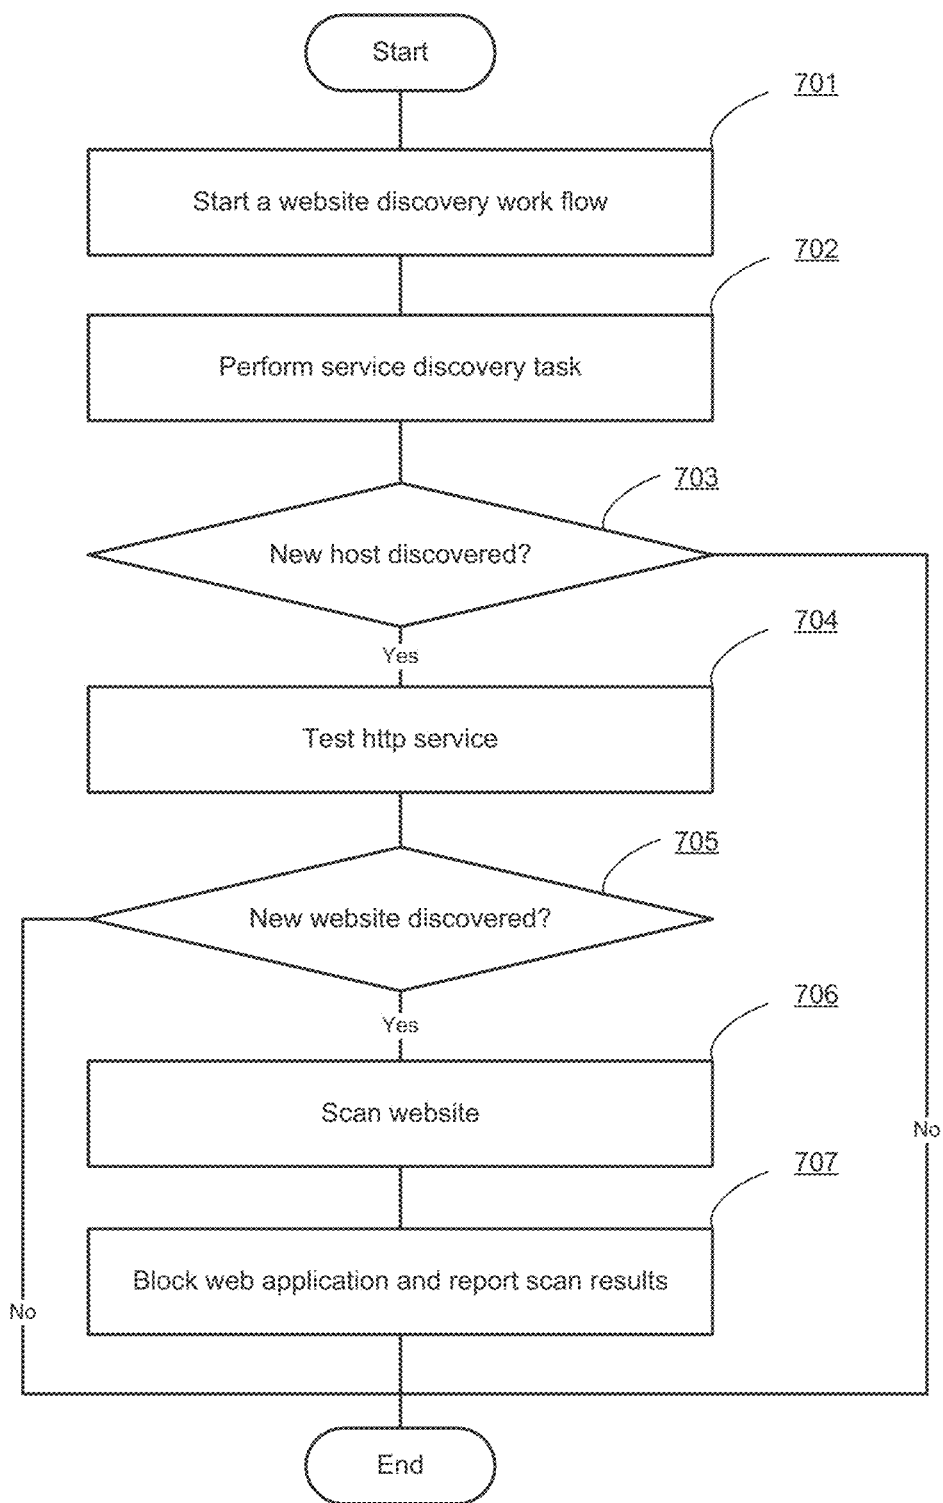 Start
701
Start a website discovery work flow
702
Perform service discovery task
703
New host discovered?
704
Yes
Test http service
705
New website discovered?
706
Yes
Scan website
No
707
Block web application and report scan results
No
End